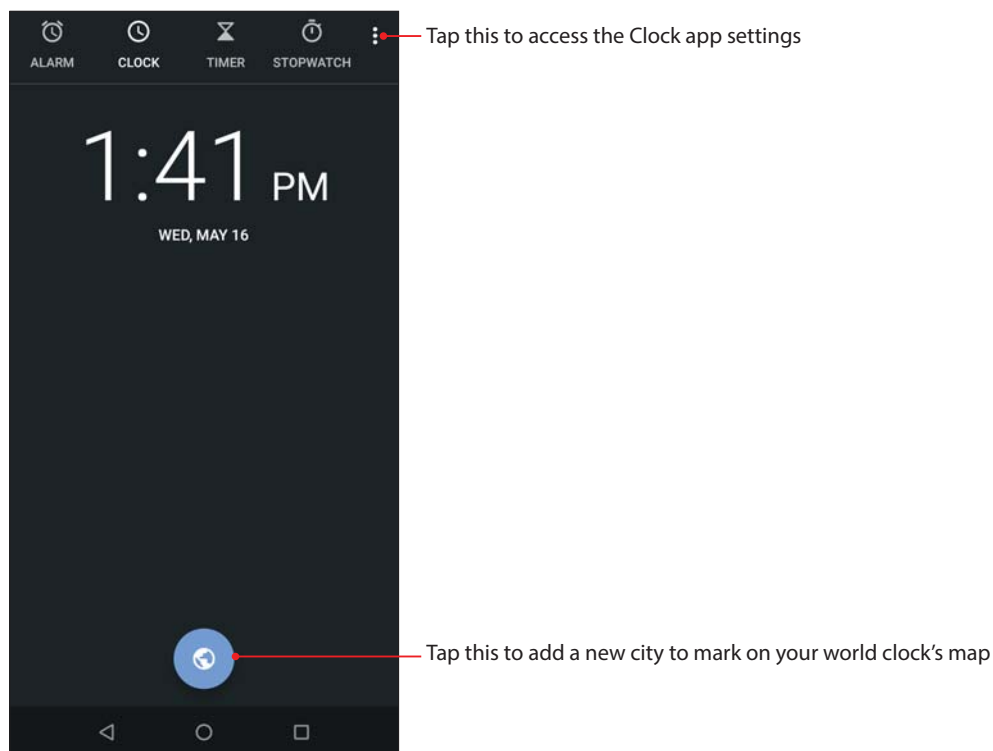 ALARM CLOCK TIMER STOPWATCH
Tap this to access the Clock app settings
1:41 PM
WED, MAY 16
Tap this to add a new city to mark on your world clock’s map